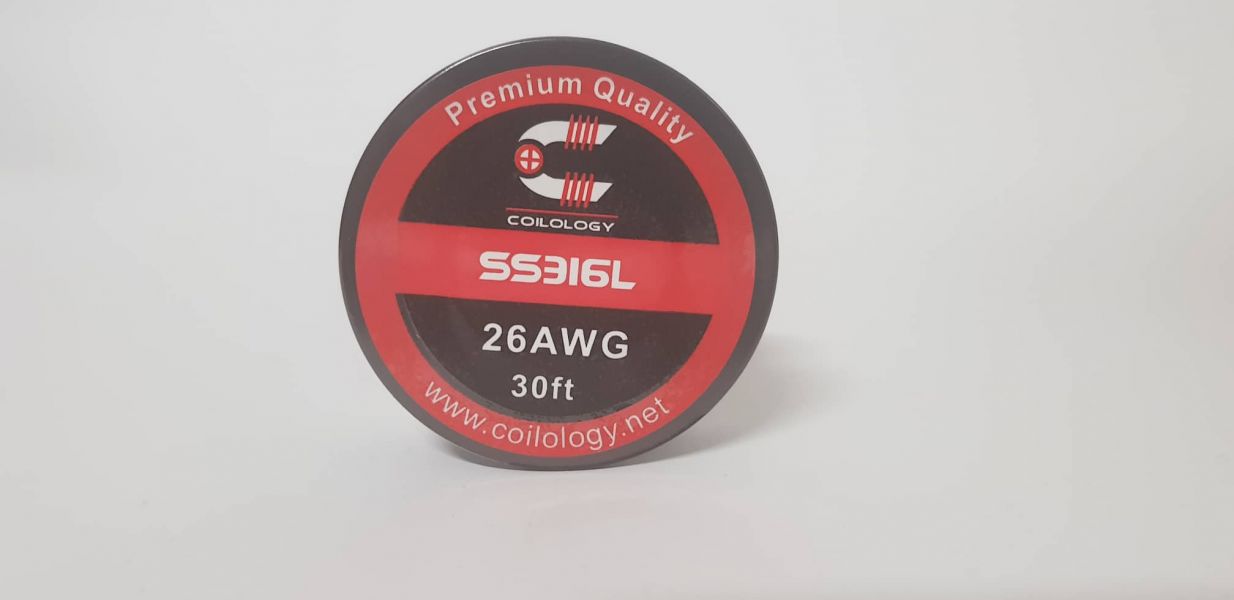 Premium Quality
COILOLOGY
SS316L
26AWG
30ft
www.coilology.net